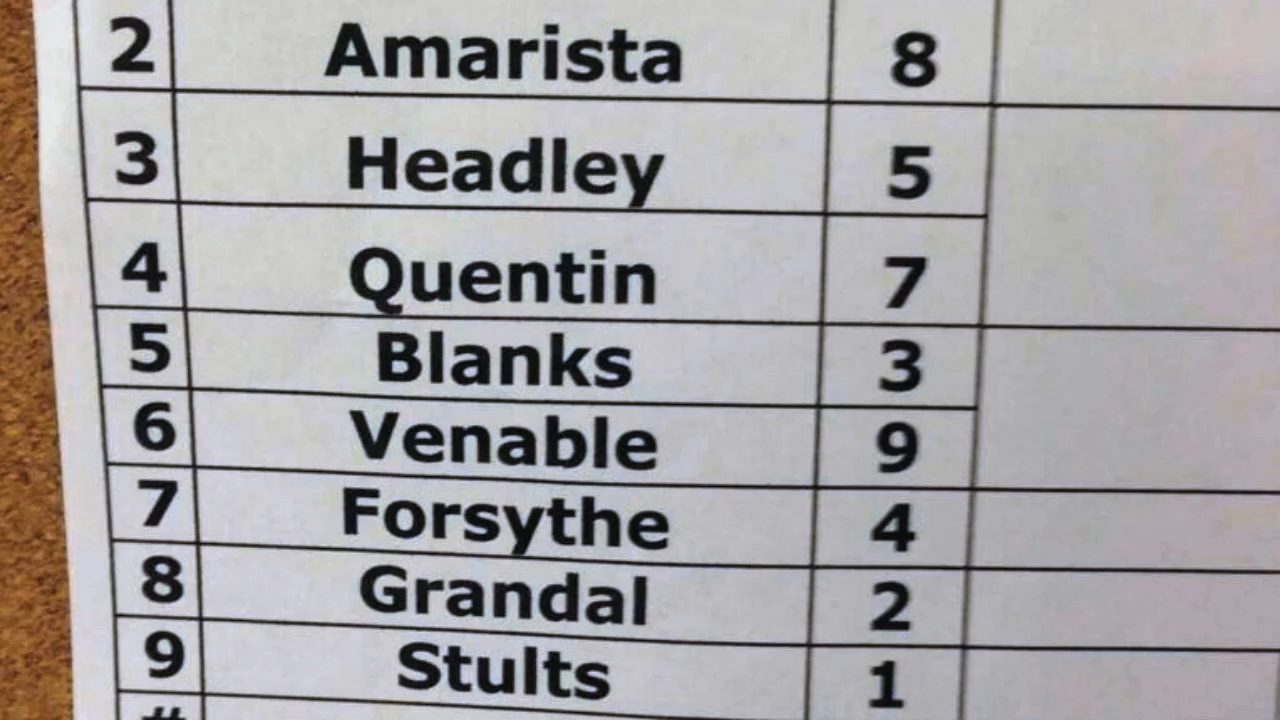 2 Amarista 8
3 Headley 5
4 Quentin 7
5 Blanks 3
6 Venable 9
7 Forsythe 4
8 Grandal 2
9 Stults 1
#